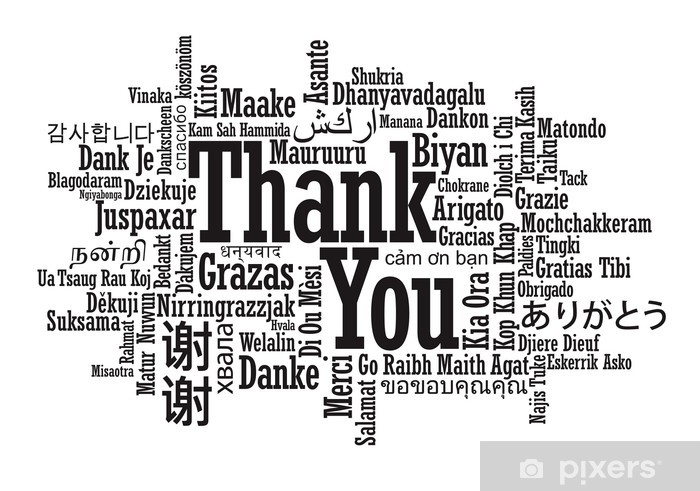 köszönöm
Kiitos
Asante
Shukria
Vinaka
Dankscheen
спасибо
Maake
Dhanyavadagalu
감사합니다
Kam Sah Hammida
Manana
Dankon
Diolch i Chi
Terima Kasih
Matondo
Dank Je
Mauruuru
Biyan
Taiku
Blagodaram
Ngiyabonga
Dziekuje
Thank
Chokrane
Tack
Juspaxar
Arigato
Grazie
Mochchakkeram
Gracias
நன்றி
Bedankt
D'akujem
धन्यवाद
cảm ơn bạn
Paldies
Tingki
Ua Tsaug Rau Koj
Grazas
You
Kia Ora
Kop Khun Khap
Gratias Tibi
Obrigado
Děkuji
Nirringrazzjak
Di Ou Mèsi
ありがとう
Suksama
Rahmat
Matur Nuwun
谢谢
хвала
Hvala
Welalin
Djiere Dieuf
Misaotra
Danke
Merci
Salamat
Go Raibh Maith Agat
Najis Tuke
Eskerrik Asko
ขอขอบคุณคุณ
pixers®